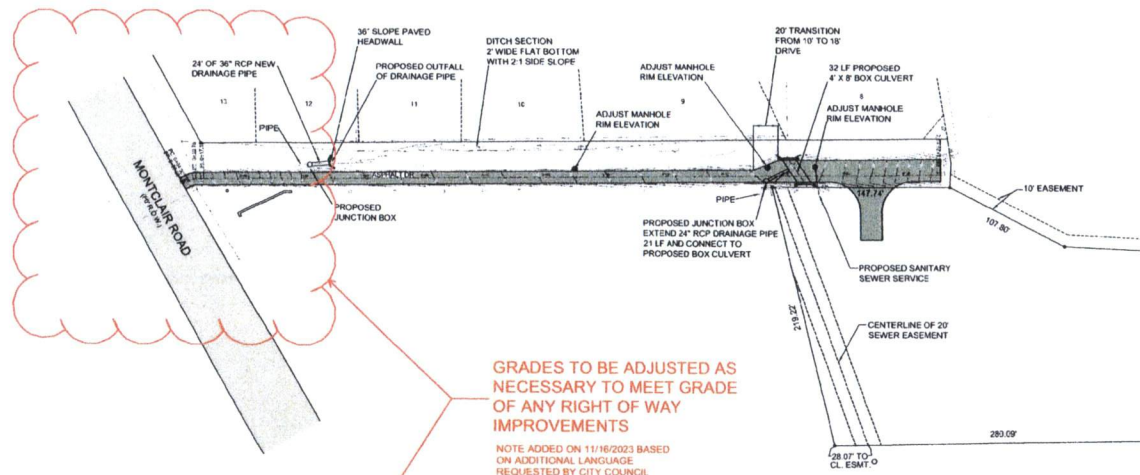 36" SLOPE PAVED
HEADWALL
24' OF 36" RCP NEW
DRAINAGE PIPE
PROPOSED OUTFALL
OF DRAINAGE PIPE
DITCH SECTION
2' WIDE FLAT BOTTOM
WITH 2:1 SIDE SLOPE
ADJUST MANHOLE
RIM ELEVATION
20' TRANSITION
FROM 10' TO 18'
DRIVE
32 LF PROPOSED
4' X 8' BOX CULVERT
ADJUST MANHOLE
RIM ELEVATION
ADJUST MANHOLE
RIM ELEVATION
13
12
11
10
9
8
PIPE
ASPHALT DR
MONTCLAIR ROAD
PROPOSED
JUNCTION BOX
PIPE
147.74'
10' EASEMENT
107.80'
PROPOSED JUNCTION BOX
EXTEND 24" RCP DRAINAGE PIPE
21 LF AND CONNECT TO
PROPOSED BOX CULVERT
PROPOSED SANITARY
SEWER SERVICE
219.22'
CENTERLINE OF 20'
SEWER EASEMENT
GRADES TO BE ADJUSTED AS
NECESSARY TO MEET GRADE
OF ANY RIGHT OF WAY
IMPROVEMENTS
NOTE ADDED ON 11/16/2023 BASED
ON ADDITIONAL LANGUAGE
REQUESTED BY CITY COUNCIL
28.07' TO
CL. ESMT.
280.09'